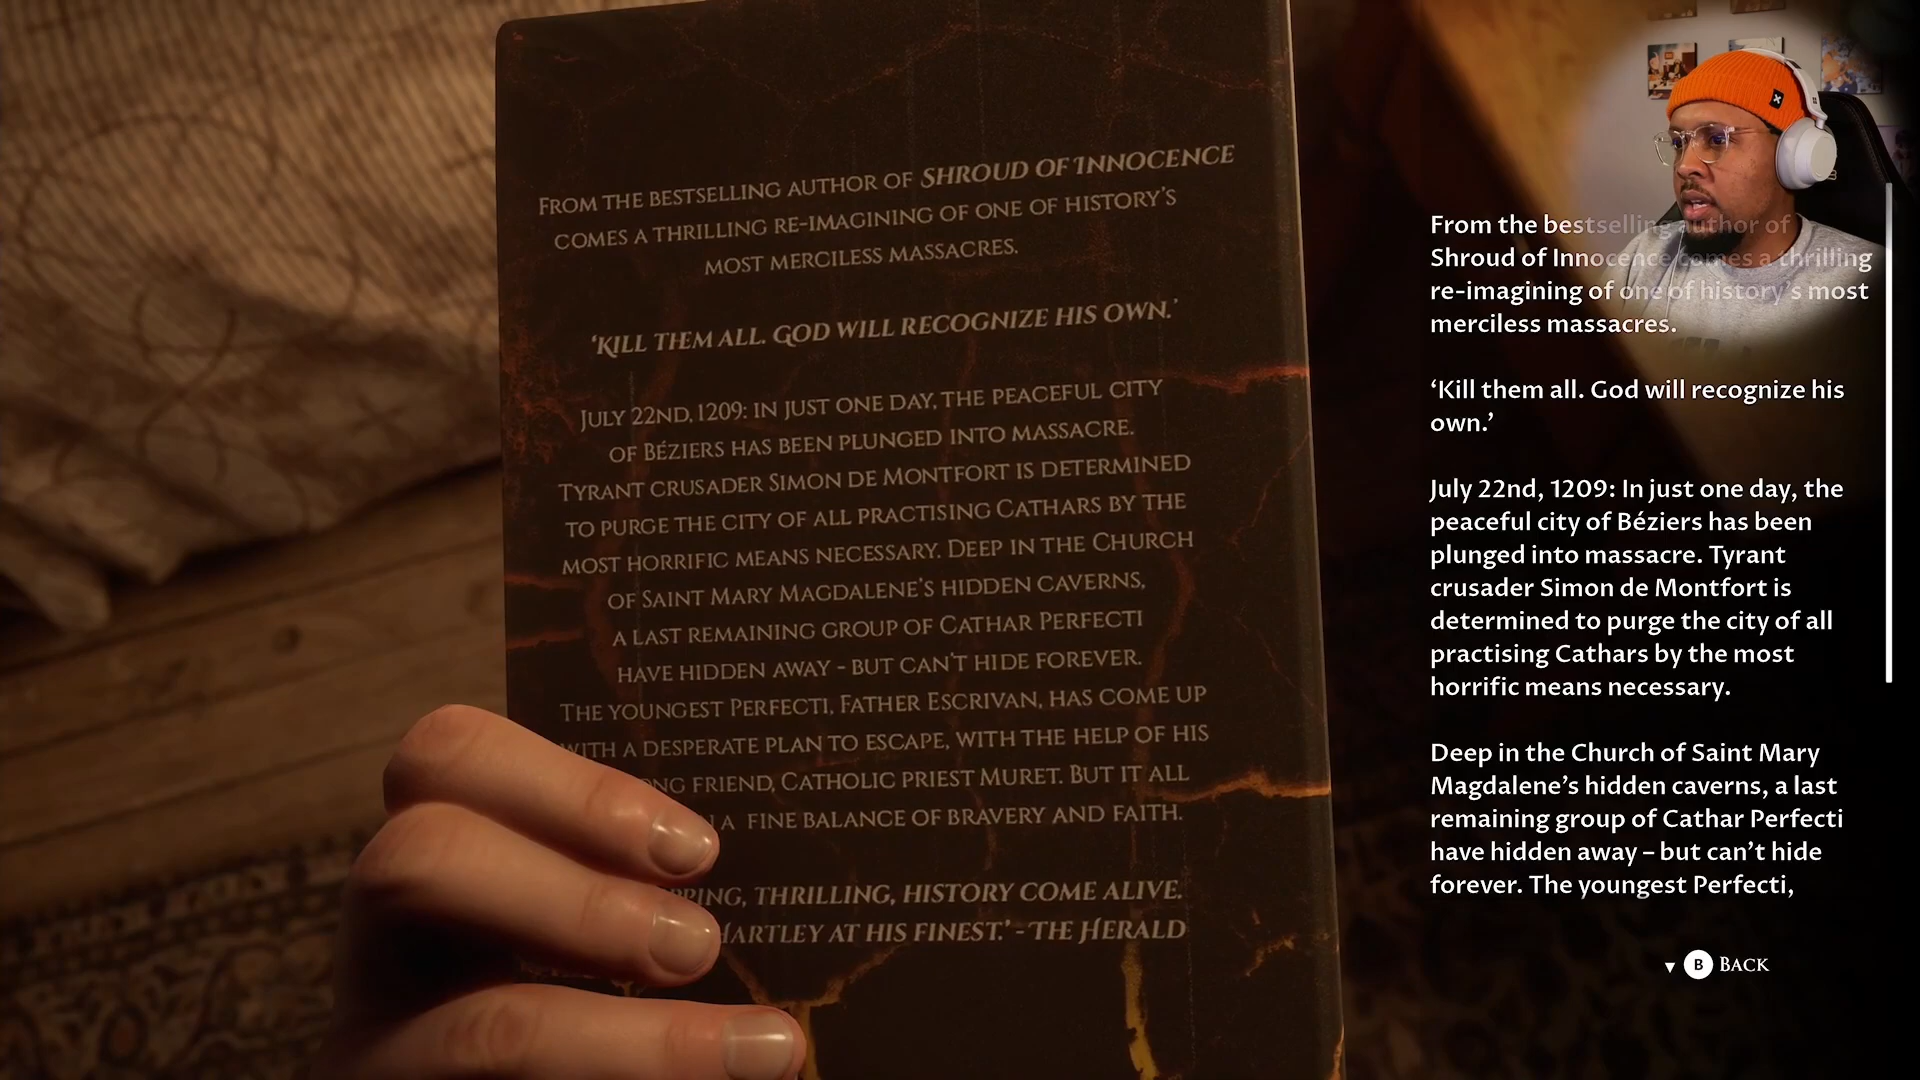 FROM THE BESTSELLING AUTHOR OF SHROUD OF INNOCENCE
COMES A THRILLING RE-IMAGINING OF ONE OF HISTORY'S
MOST MERCILESS MASSACRES.
'KILL THEM ALL. GOD WILL RECOGNIZE HIS OWN.'
JULY 22ND, 1209: IN JUST ONE DAY, THE PEACEFUL CITY
OF BÉZIERS HAS BEEN PLUNGED INTO MASSACRE.
TYRANT CRUSADER SIMON DE MONTFORT IS DETERMINED
TO PURGE THE CITY OF ALL PRACTISING CATHARS BY THE
MOST HORRIFIC MEANS NECESSARY. DEEP IN THE CHURCH
OF SAINT MARY MAGDALENE'S HIDDEN CAVERNS,
A LAST REMAINING GROUP OF CATHAR PERFECTI
HAVE HIDDEN AWAY - BUT CAN'T HIDE FOREVER.
THE YOUNGEST PERFECTI, FATHER ESCRIVAN, HAS COME UP
WITH A DESPERATE PLAN TO ESCAPE, WITH THE HELP OF HIS
FRIEND, CATHOLIC PRIEST MURET. BUT IT ALL
A FINE BALANCE OF BRAVERY AND FAITH.
THRILLING, HISTORY COME ALIVE.
HARTLEY AT HIS FINEST.' - THE HERALD
From the bestselling author of
Shroud of Innocence comes a thrilling
re-imagining of one of history's most
merciless massacres.
‘Kill them all. God will recognize his
own.’
July 22nd, 1209: In just one day, the
peaceful city of Béziers has been
plunged into massacre. Tyrant
crusader Simon de Montfort is
determined to purge the city of all
practising Cathars by the most
horrific means necessary.
Deep in the Church of Saint Mary
Magdalene’s hidden caverns, a last
remaining group of Cathar Perfecti
have hidden away – but can’t hide
forever. The youngest Perfecti,
B BACK